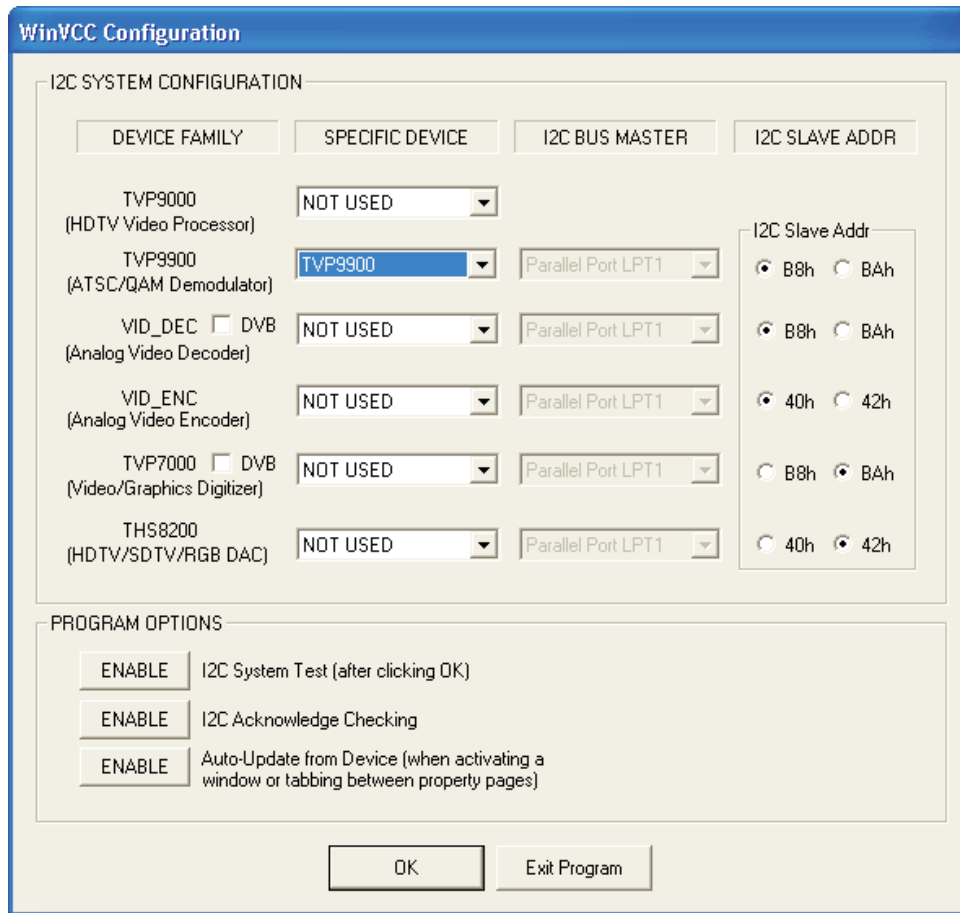 WinVCC Configuration
I2C SYSTEM CONFIGURATION
DEVICE FAMILY SPECIFIC DEVICE I2C BUS MASTER I2C SLAVE ADDR
TVP9000 NOT USED
(HDTV Video Processor)
I2C Slave Addr
TVP9900 TVP9900 Parallel Port LPT1 B8h BAh
(ATSC/QAM Demodulator)
VID_DEC DVB NOT USED Parallel Port LPT1 B8h BAh
(Analog Video Decoder)
VID_ENC NOT USED Parallel Port LPT1 40h 42h
(Analog Video Encoder)
TVP7000 DVB NOT USED Parallel Port LPT1 B8h BAh
(Video/Graphics Digitizer)
THS8200 NOT USED Parallel Port LPT1 40h 42h
(HDTV/SDTV/RGB DAC)
PROGRAM OPTIONS
ENABLE I2C System Test (after clicking OK)
ENABLE I2C Acknowledge Checking
ENABLE Auto-Update from Device (when activating a
window or tabbing between property pages)
OK Exit Program